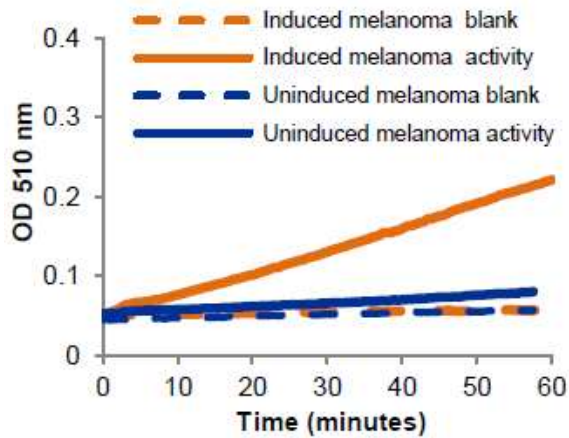 Induced melanoma blank
Induced melanoma activity
Uninduced melanoma blank
Uninduced melanoma activity
OD 510 nm
0.4
0.3
0.2
0.1
0
0 10 20 30 40 50 60
Time (minutes)